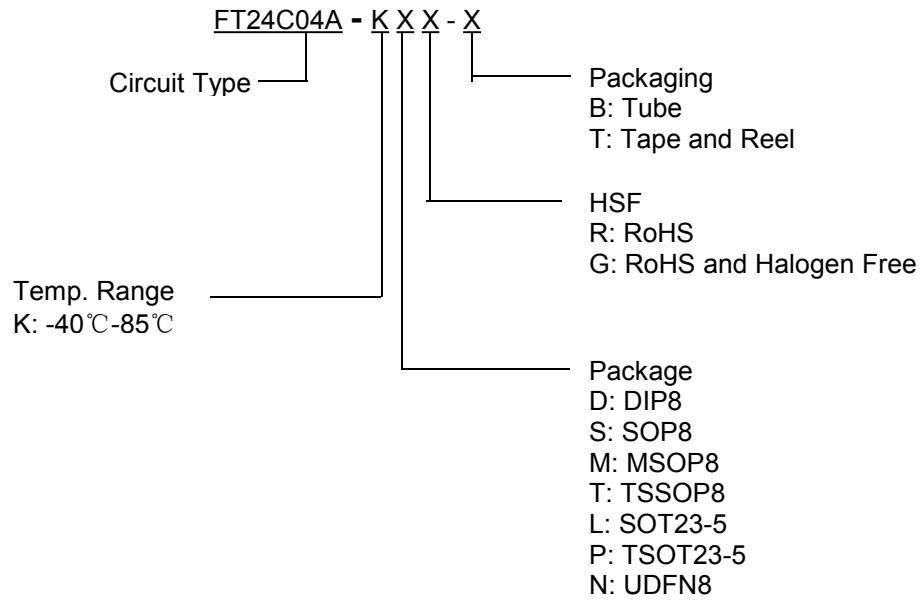 FT24C04A - K X X - X
Circuit Type
Packaging
B: Tube
T: Tape and Reel
HSF
R: RoHS
G: RoHS and Halogen Free
Temp. Range
K: -40℃-85℃
Package
D: DIP8
S: SOP8
M: MSOP8
T: TSSOP8
L: SOT23-5
P: TSOT23-5
N: UDFN8